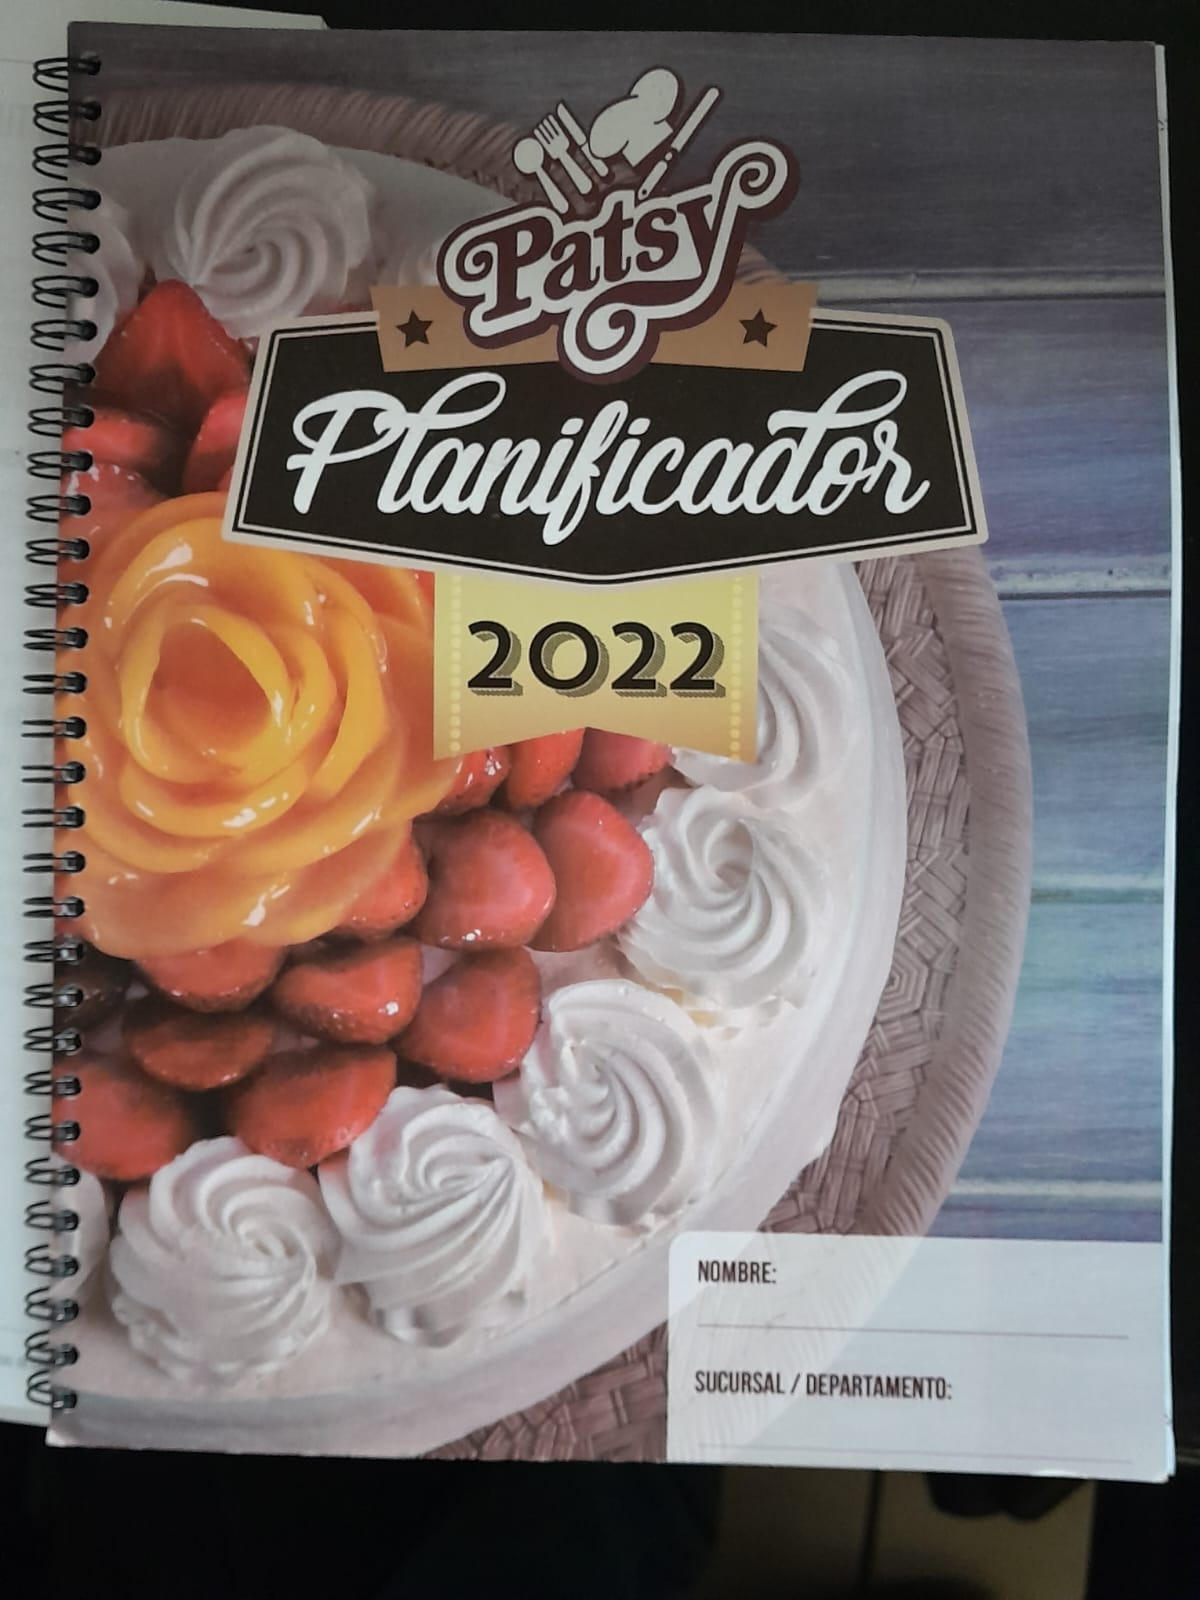 Patsy
Planificador
2022
NOMBRE:
SUCURSAL / DEPARTAMENTO: